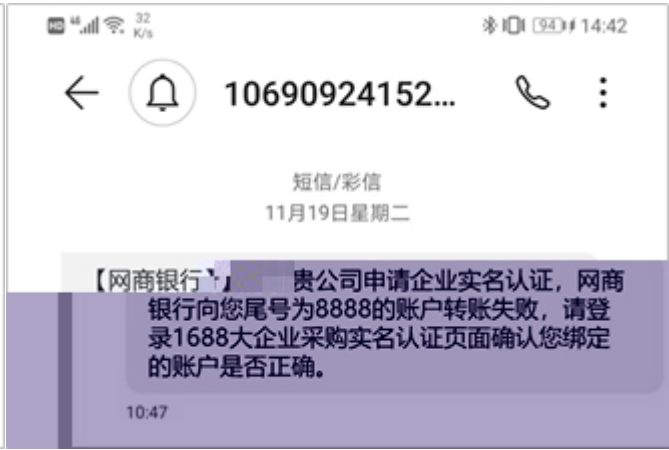 HD 46 32 K/s 94 14:42
10690924152...
短信/彩信
11月19日星期二
【网商银行】 贵公司申请企业实名认证，网商
银行向您尾号为8888的账户转账失败，请登
录1688大企业采购实名认证页面确认您绑定
的账户是否正确。
10:47